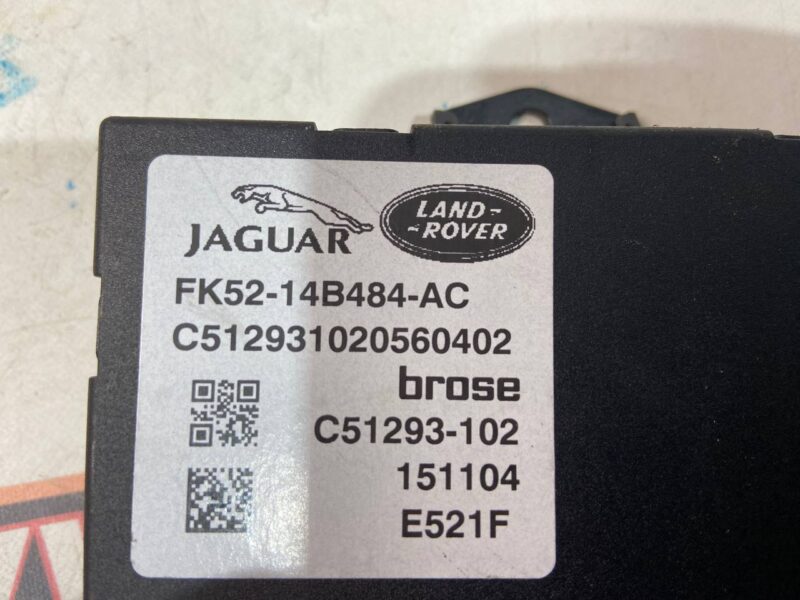 JAGUAR
LAND-
-ROVER
FK52-14B484-AC
C512931020560402
brose
C51293-102
151104
E521F